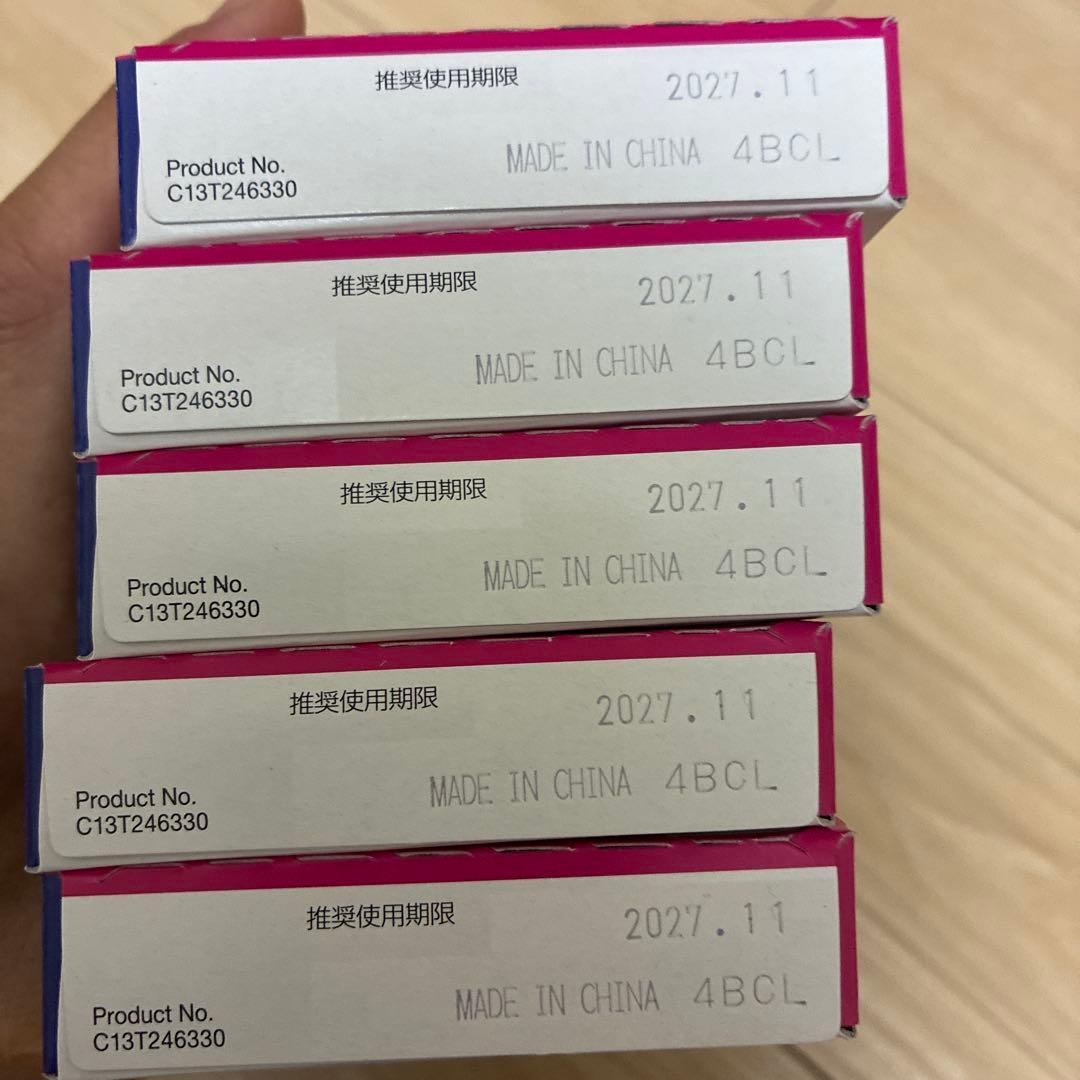 推奨使用期限 2027.11
MADE IN CHINA 4BCL
Product No.
C13T246330
推奨使用期限 2027.11
MADE IN CHINA 4BCL
Product No.
C13T246330
推奨使用期限 2027.11
MADE IN CHINA 4BCL
Product No.
C13T246330
推奨使用期限 2027.11
MADE IN CHINA 4BCL
Product No.
C13T246330
推奨使用期限 2027.11
MADE IN CHINA 4BCL
Product No.
C13T246330